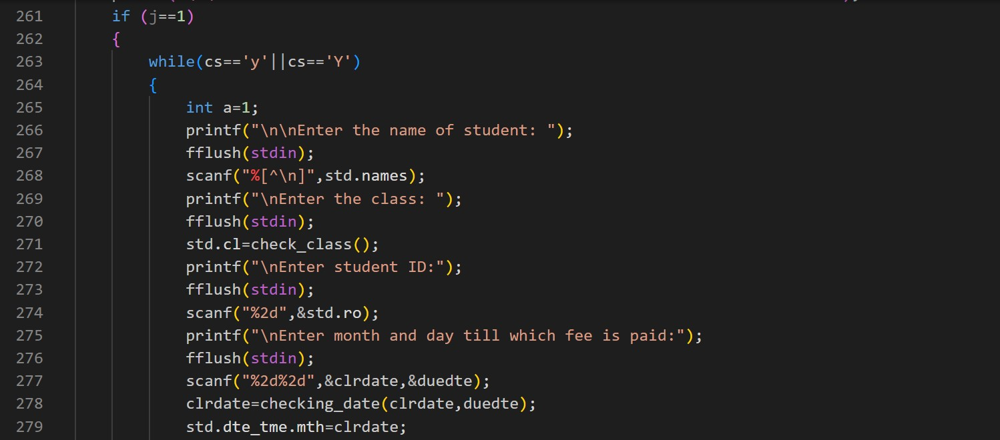 261 if (j==1)
262 {
263 while(cs=='y'||cs=='Y')
264 {
265 int a=1;
266 printf("\n\nEnter the name of student: ");
267 fflush(stdin);
268 scanf("%[^\n]",std.names);
269 printf("\nEnter the class: ");
270 fflush(stdin);
271 std.cl=check_class();
272 printf("\nEnter student ID:");
273 fflush(stdin);
274 scanf("%2d",&std.ro);
275 printf("\nEnter month and day till which fee is paid:");
276 fflush(stdin);
277 scanf("%2d%2d",&clrdate,&duedte);
278 clrdate=checking_date(clrdate,duedte);
279 std.dte_tme.mth=clrdate;